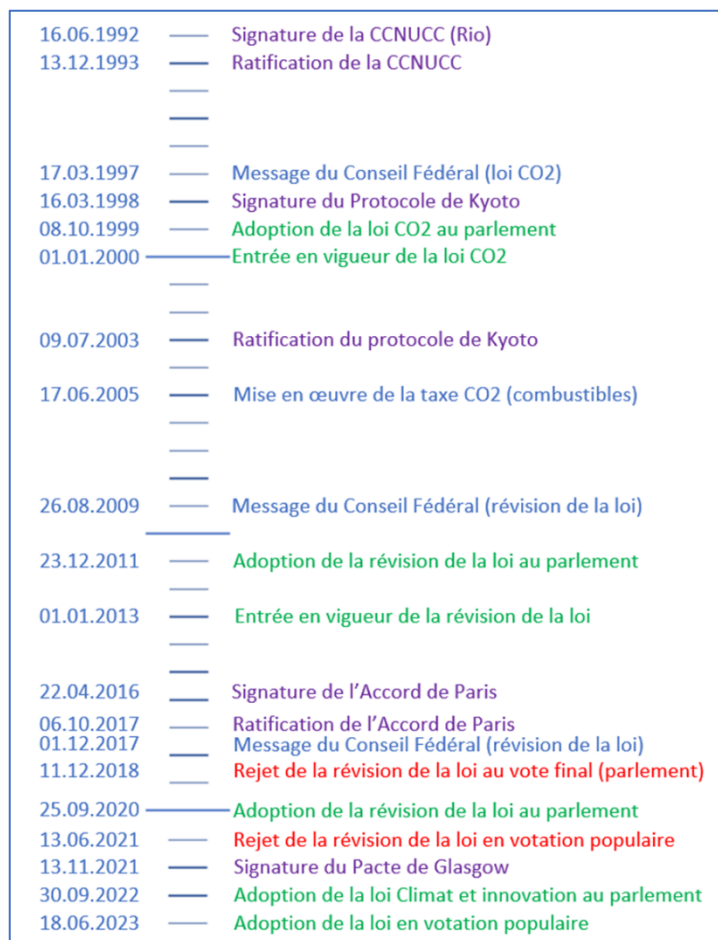 16.06.1992 Signature de la CCNUCC (Rio)
13.12.1993 Ratification de la CCNUCC
17.03.1997 Message du Conseil Fédéral (loi CO2)
16.03.1998 Signature du Protocole de Kyoto
08.10.1999 Adoption de la loi CO2 au parlement
01.01.2000 Entrée en vigueur de la loi CO2
09.07.2003 Ratification du protocole de Kyoto
17.06.2005 Mise en œuvre de la taxe CO2 (combustibles)
26.08.2009 Message du Conseil Fédéral (révision de la loi)
23.12.2011 Adoption de la révision de la loi au parlement
01.01.2013 Entrée en vigueur de la révision de la loi
22.04.2016 Signature de l’Accord de Paris
06.10.2017 Ratification de l’Accord de Paris
01.12.2017 Message du Conseil Fédéral (révision de la loi)
11.12.2018 Rejet de la révision de la loi au vote final (parlement)
25.09.2020 Adoption de la révision de la loi au parlement
13.06.2021 Rejet de la révision de la loi en votation populaire
13.11.2021 Signature du Pacte de Glasgow
30.09.2022 Adoption de la loi Climat et innovation au parlement
18.06.2023 Adoption de la loi en votation populaire